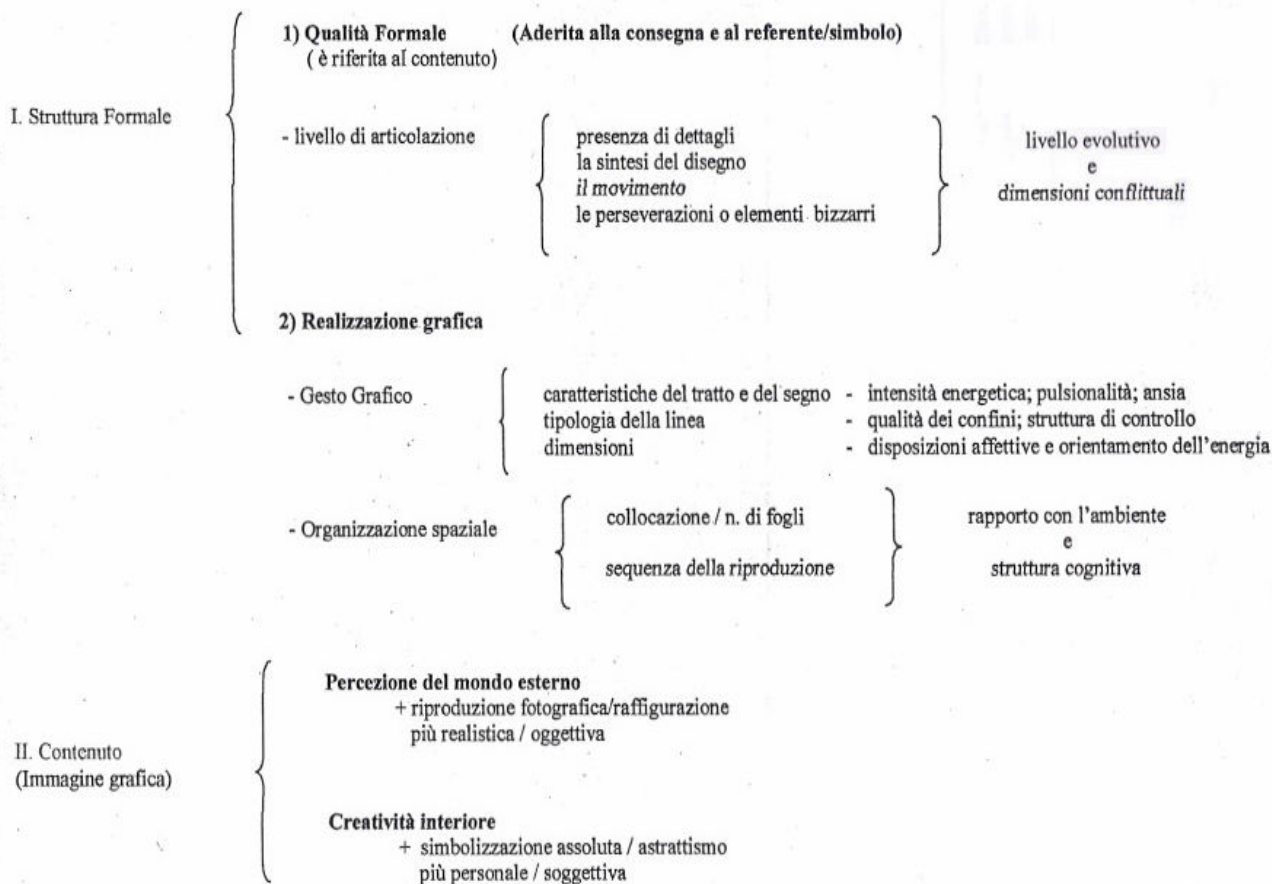 1) Qualità Formale (Aderita alla consegna e al referente/simbolo)
( è riferita al contenuto)
I. Struttura Formale
- livello di articolazione
presenza di dettagli
la sintesi del disegno
il movimento
le perseverazioni o elementi bizzarri
livello evolutivo
e
dimensioni conflittuali
2) Realizzazione grafica
- Gesto Grafico
caratteristiche del tratto e del segno - intensità energetica; pulsionalità; ansia
tipologia della linea - qualità dei confini; struttura di controllo
dimensioni - disposizioni affettive e orientamento dell'energia
- Organizzazione spaziale
collocazione / n. di fogli
sequenza della riproduzione
rapporto con l'ambiente
e
struttura cognitiva
II. Contenuto
(Immagine grafica)
Percezione del mondo esterno
+ riproduzione fotografica/raffigurazione
più realistica / oggettiva
Creatività interiore
+ simbolizzazione assoluta / astrattismo
più personale / soggettiva